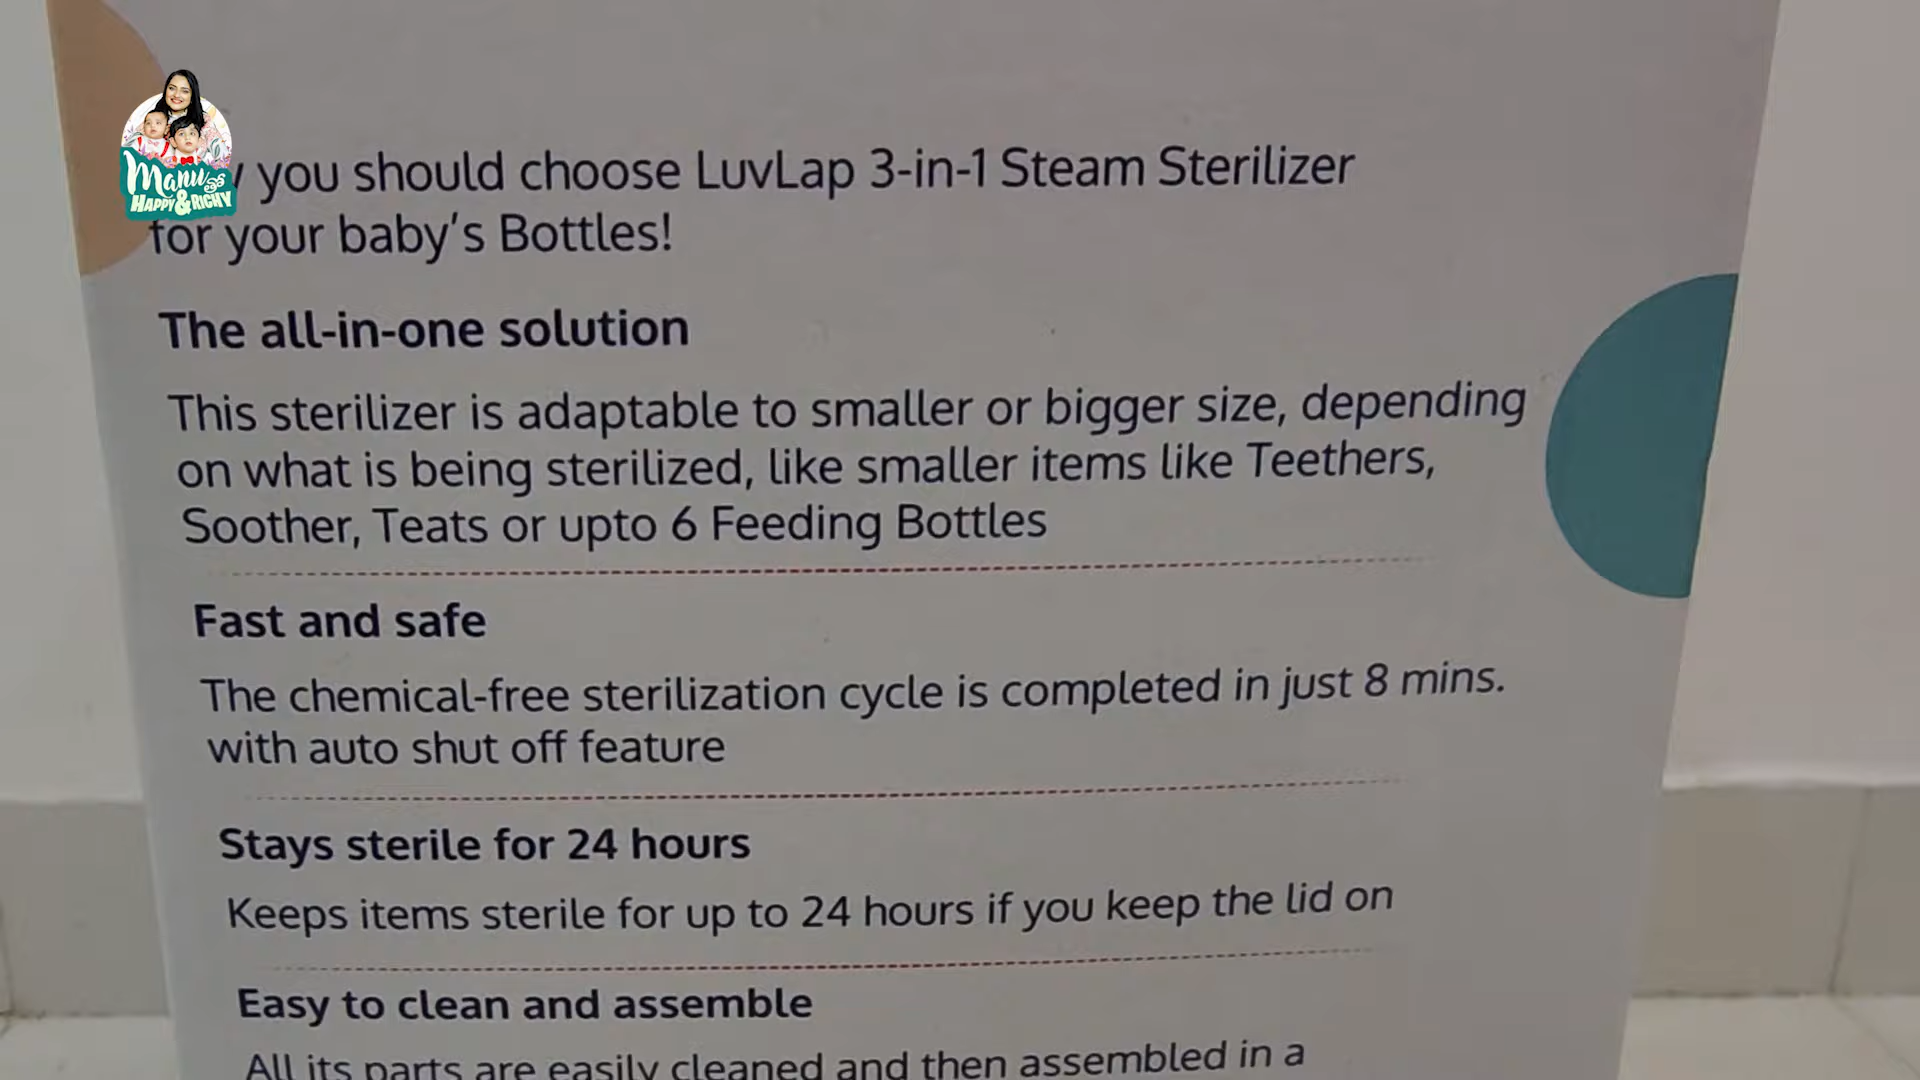 Manu
HAPPY & RICHY
you should choose LuvLap 3-in-1 Steam Sterilizer
for your baby's Bottles!
The all-in-one solution
This sterilizer is adaptable to smaller or bigger size, depending
on what is being sterilized, like smaller items like Teethers,
Soother, Teats or upto 6 Feeding Bottles
Fast and safe
The chemical-free sterilization cycle is completed in just 8 mins.
with auto shut off feature
Stays sterile for 24 hours
Keeps items sterile for up to 24 hours if you keep the lid on
Easy to clean and assemble
All its parts are easily cleaned and then assembled in a